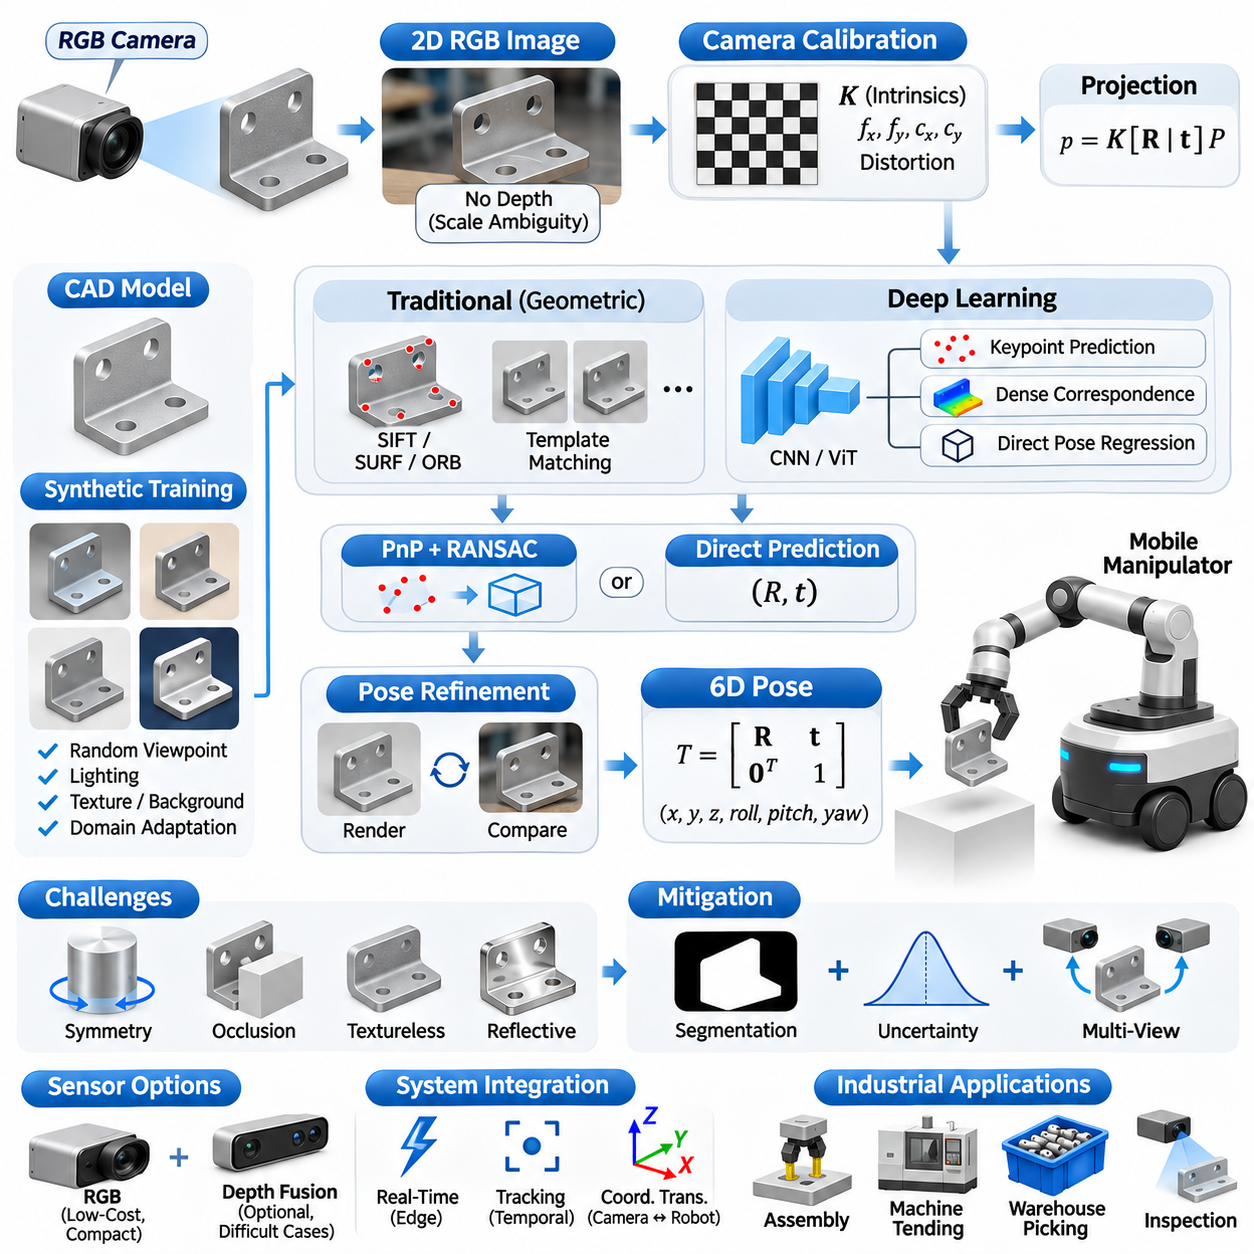 RGB Camera
2D RGB Image
No Depth
(Scale Ambiguity)
Camera Calibration
K (Intrinsics)
fx, fy, cx, cy
Distortion
Projection
p = K[R | t] P
CAD Model
Synthetic Training
✓ Random Viewpoint
✓ Lighting
✓ Texture / Background
✓ Domain Adaptation
Traditional (Geometric)
SIFT /
SURF / ORB
Template
Matching
...
Deep Learning
CNN / ViT
Keypoint Prediction
Dense Correspondence
Direct Pose Regression
PnP + RANSAC
or
Direct Prediction
(R, t)
Pose Refinement
Render
Compare
6D Pose
T = [ R t
0^T 1 ]
(x, y, z, roll, pitch, yaw)
Mobile
Manipulator
Challenges
Symmetry
Occlusion
Textureless
Reflective
Mitigation
Segmentation
+
Uncertainty
+
Multi-View
Sensor Options
RGB
(Low-Cost,
Compact)
+
Depth Fusion
(Optional,
Difficult Cases)
System Integration
Real-Time
(Edge)
Tracking
(Temporal)
Z
Y
X
Coord. Trans.
(Camera ↔ Robot)
Industrial Applications
Assembly
Machine
Tending
Warehouse
Picking
Inspection